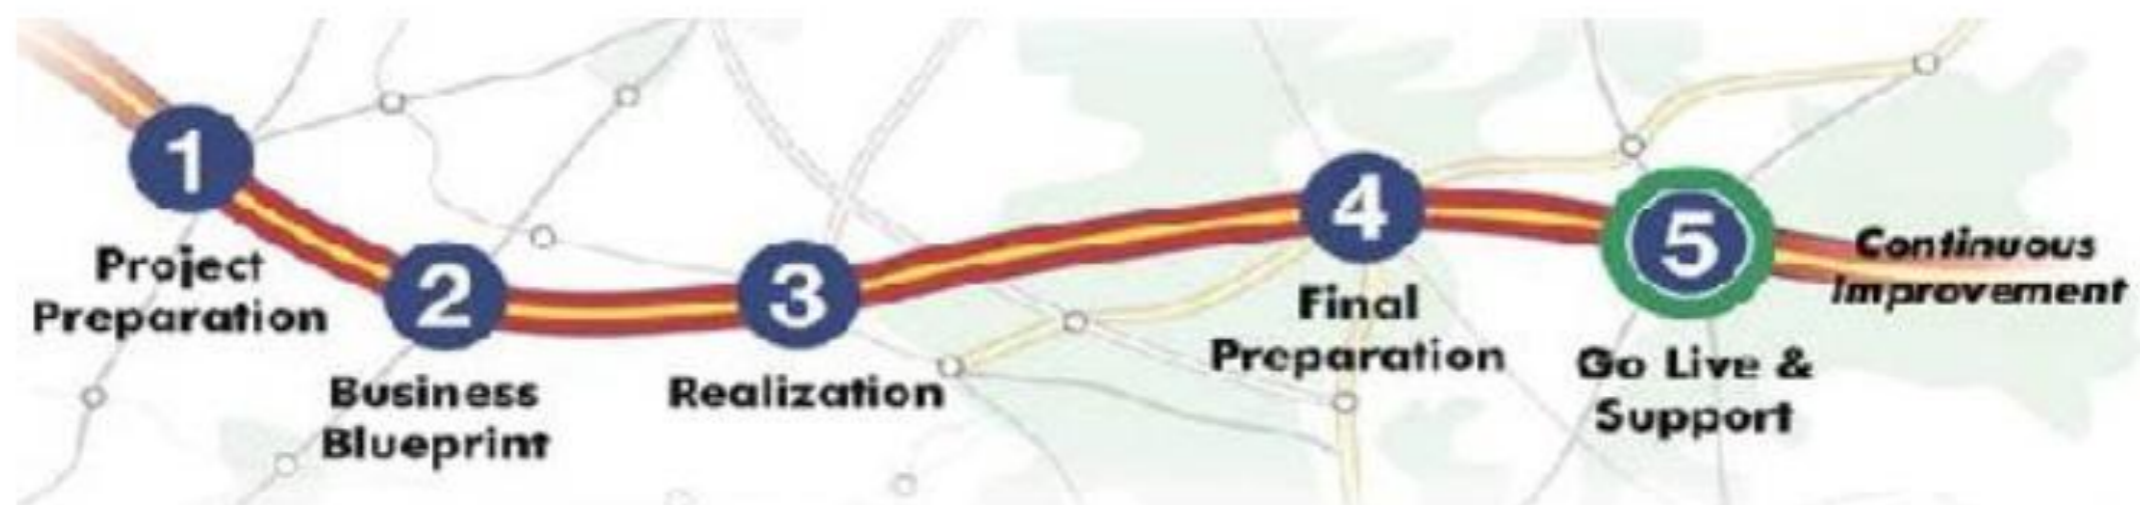 1
Project
Preparation
2
Business
Blueprint
3
Realization
4
Final
Preparation
5
Go Live &
Support
Continuous
Improvement